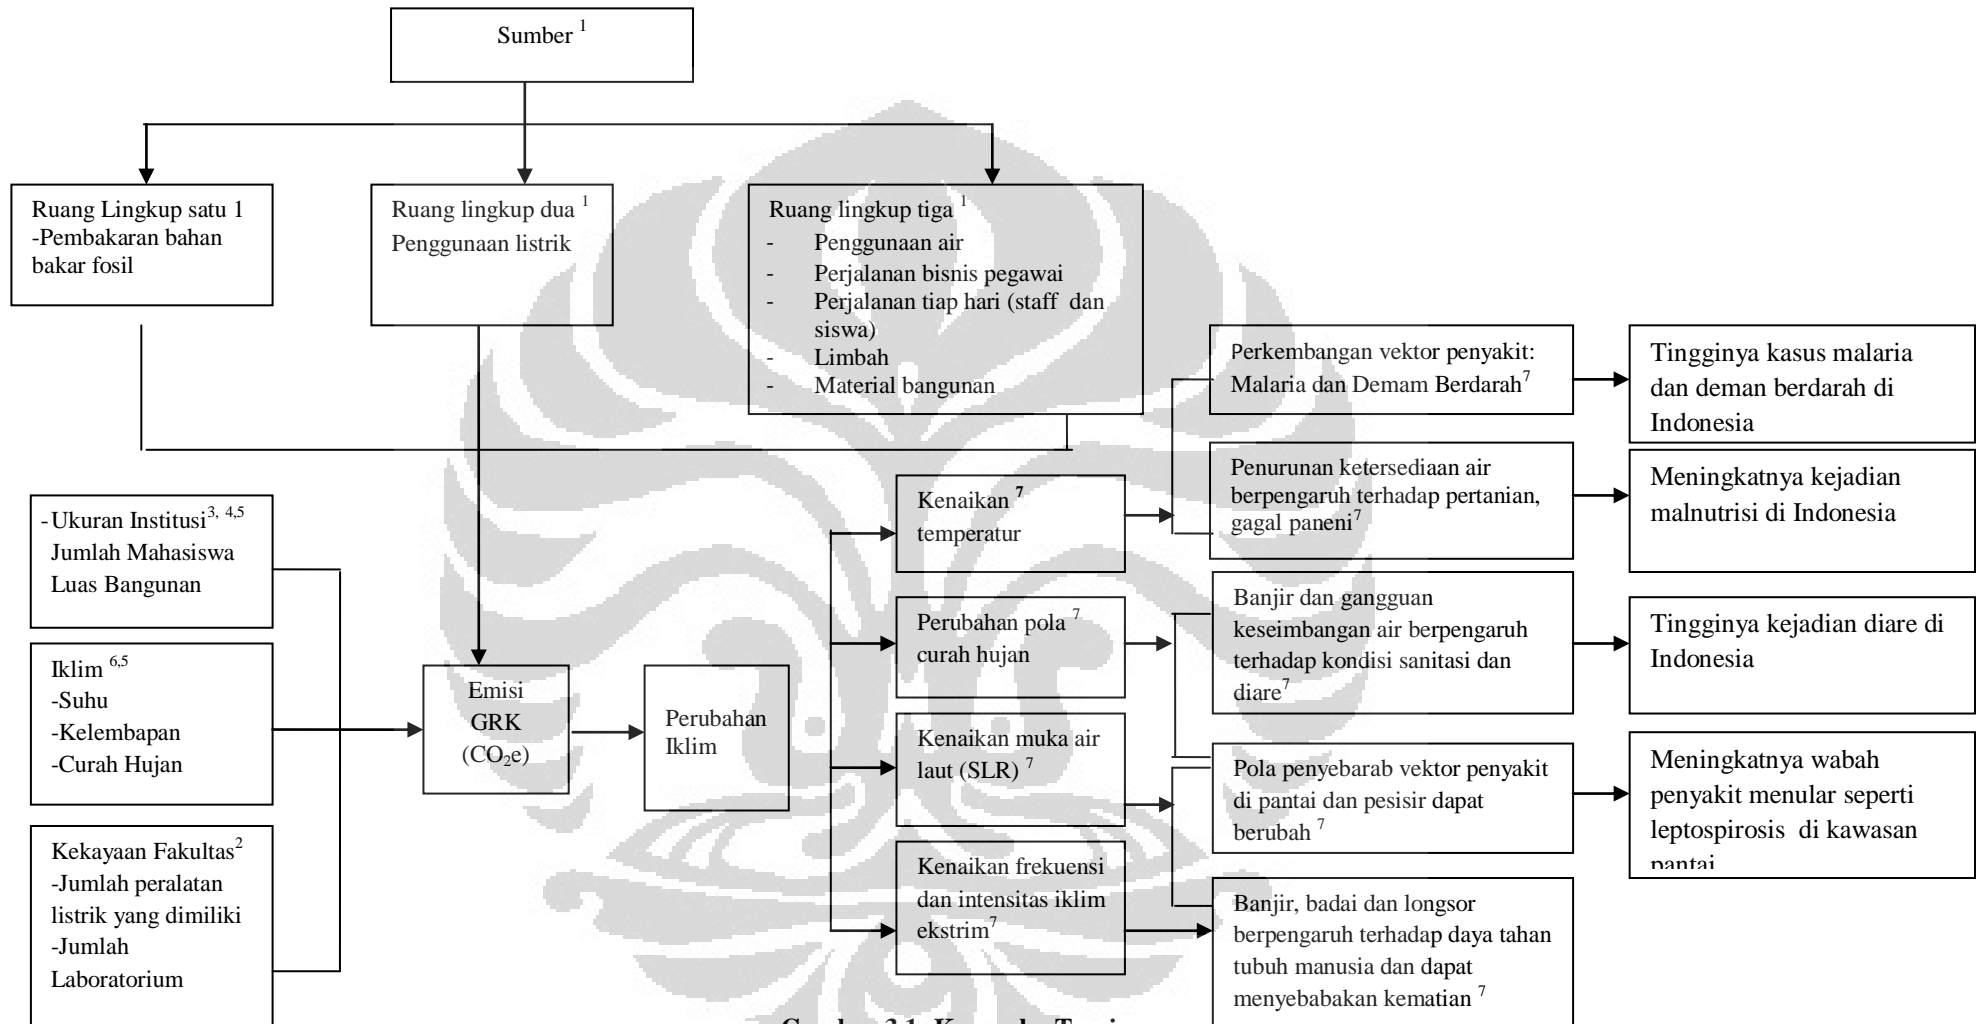 Sumber 1
Ruang Lingkup satu 1
-Pembakaran bahan
bakar fosil
Ruang lingkup dua 1
Penggunaan listrik
Ruang lingkup tiga 1
- Penggunaan air
- Perjalanan bisnis pegawai
- Perjalanan tiap hari (staff dan
siswa)
- Limbah
- Material bangunan
Perkembangan vektor penyakit:
Malaria dan Demam Berdarah7
Tingginya kasus malaria
dan deman berdarah di
Indonesia
Penurunan ketersediaan air
berpengaruh terhadap pertanian,
gagal paneni7
Meningkatnya kejadian
malnutrisi di Indonesia
Kenaikan 7
temperatur
-Ukuran Institusi3, 4,5
Jumlah Mahasiswa
Luas Bangunan
Banjir dan gangguan
keseimbangan air berpengaruh
terhadap kondisi sanitasi dan
diare7
Tingginya kejadian diare di
Indonesia
Perubahan pola 7
curah hujan
Iklim 6,5
-Suhu
-Kelembapan
-Curah Hujan
Emisi
GRK
(CO2e)
Perubahan
Iklim
Kenaikan muka air
laut (SLR) 7
Pola penyebarab vektor penyakit
di pantai dan pesisir dapat
berubah 7
Meningkatnya wabah
penyakit menular seperti
leptospirosis di kawasan
pantai
Kekayaan Fakultas2
-Jumlah peralatan
listrik yang dimiliki
-Jumlah
Laboratorium
Kenaikan frekuensi
dan intensitas iklim
ekstrim7
Banjir, badai dan longsor
berpengaruh terhadap daya tahan
tubuh manusia dan dapat
menyebabakan kematian 7